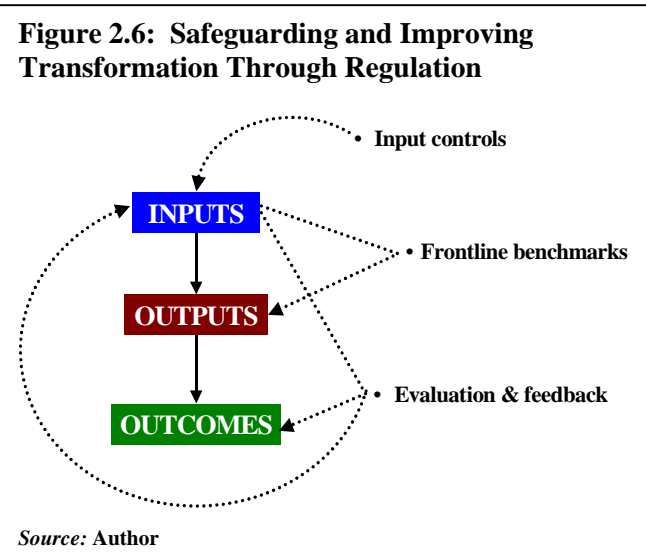 Figure 2.6: Safeguarding and Improving
Transformation Through Regulation
• Input controls
INPUTS
• Frontline benchmarks
OUTPUTS
• Evaluation & feedback
OUTCOMES
Source: Author